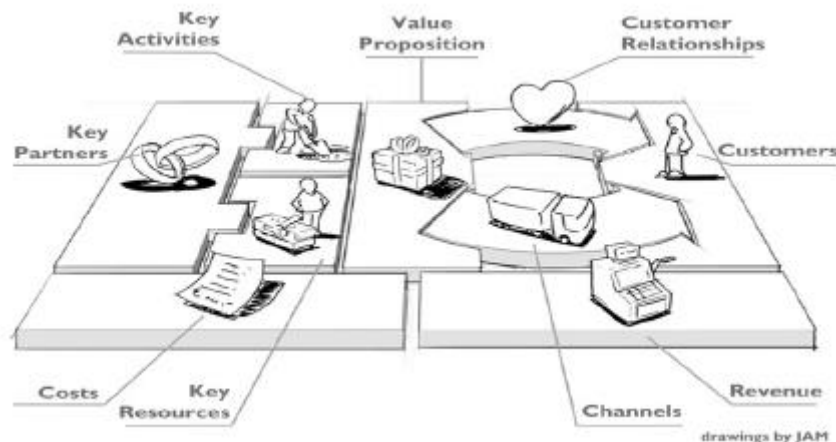 Key
Activities
Value
Proposition
Customer
Relationships
Key
Partners
Customers
Costs
Key
Resources
Channels
Revenue
drawings by JAM